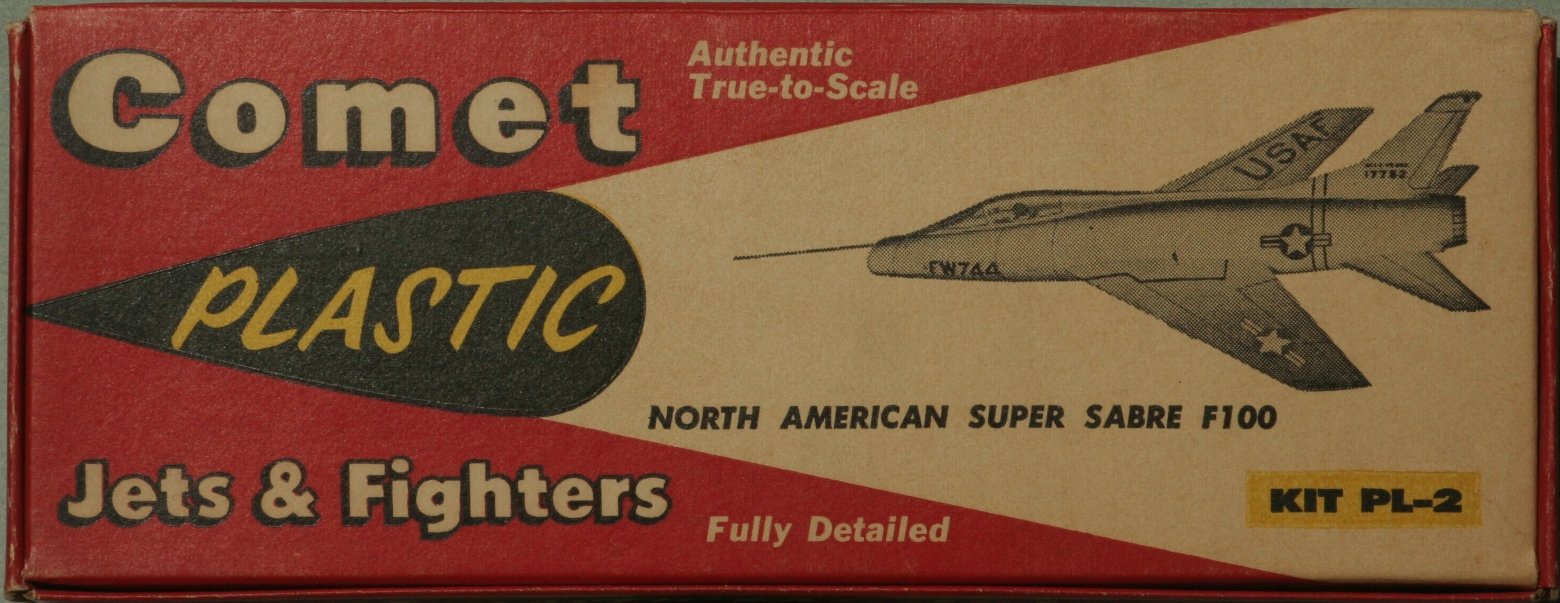 Comet
Authentic
True-to-Scale
PLASTIC
USAF
17752
FW744
NORTH AMERICAN SUPER SABRE F100
Jets & Fighters
Fully Detailed
KIT PL-2